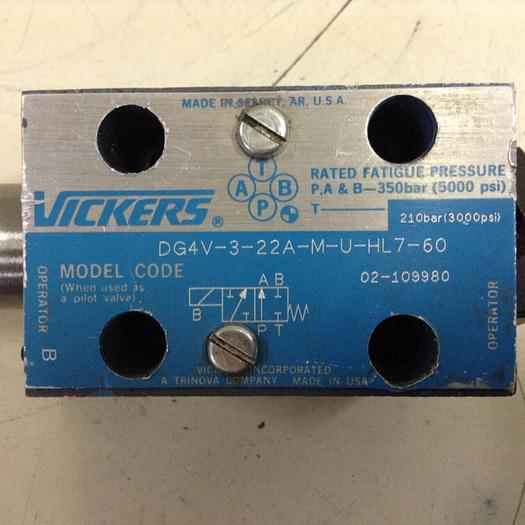 MADE IN SEARCY, AR, U.S.A.
T
A B
P
VICKERS®
RATED FATIGUE PRESSURE
P,A & B—350bar (5000 psi)
T 210bar(3000psi)
DG4V-3-22A-M-U-HL7-60
MODEL CODE
(When used as
a pilot valve)
02-109980
OPERATOR B
A B
B
P T
OPERATOR
VICKERS INCORPORATED
A TRINOVA COMPANY MADE IN USA